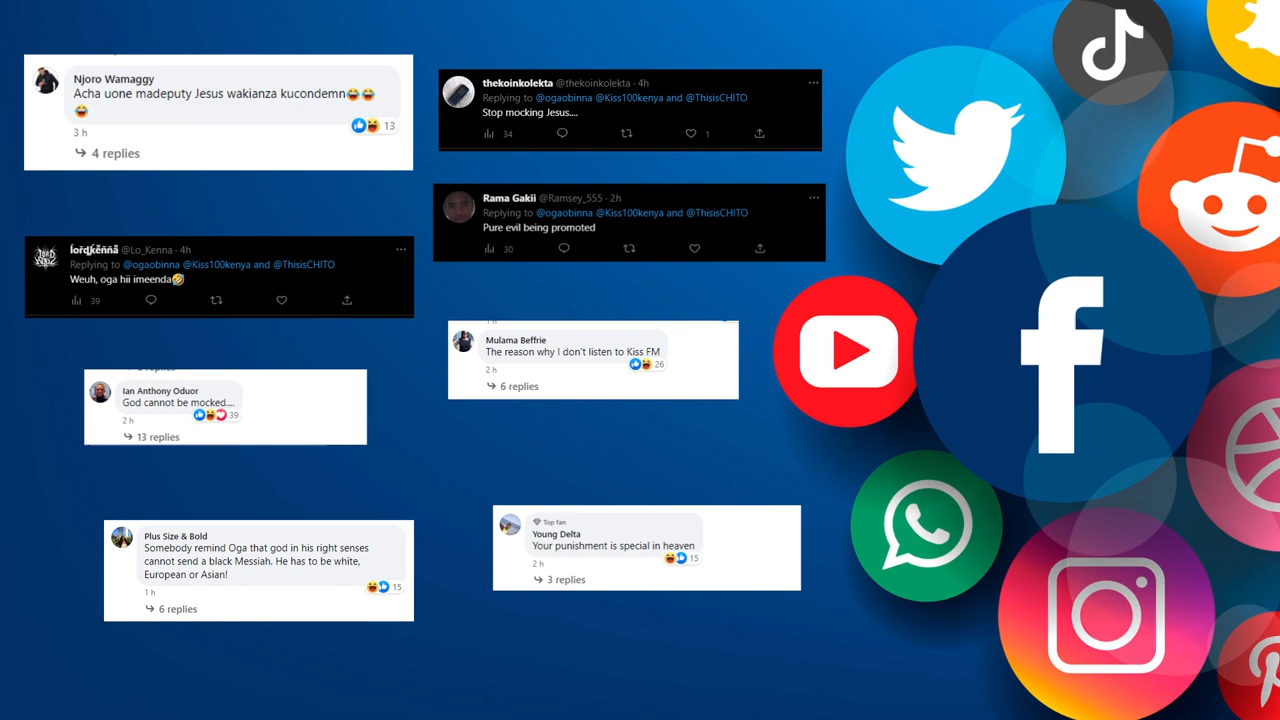 Njoro Wamaggy
Acha uone madeputy Jesus wakianza kucondemn😂😂
😂
3 h
13
4 replies
lordkenna @Lo_Kenna · 4h
Replying to @ogaobinna @Kiss100kenya and @ThisisCHITO
Weuh, oga hii imeenda🤣
39
Ian Anthony Oduor
God cannot be mocked....
39
2 h
13 replies
Plus Size & Bold
Somebody remind Oga that god in his right senses
cannot send a black Messiah. He has to be white,
European or Asian!
15
1 h
6 replies
thekoinkolekta @thekoinkolekta · 4h
Replying to @ogaobinna @Kiss100kenya and @ThisisCHITO
Stop mocking Jesus....
34 1
Rama Gakii @Ramsey_555 · 2h
Replying to @ogaobinna @Kiss100kenya and @ThisisCHITO
Pure evil being promoted
30
Mulama Beffrie
The reason why I don't listen to Kiss FM
26
2 h
6 replies
Top fan
Young Delta
Your punishment is special in heaven
15
2 h
3 replies